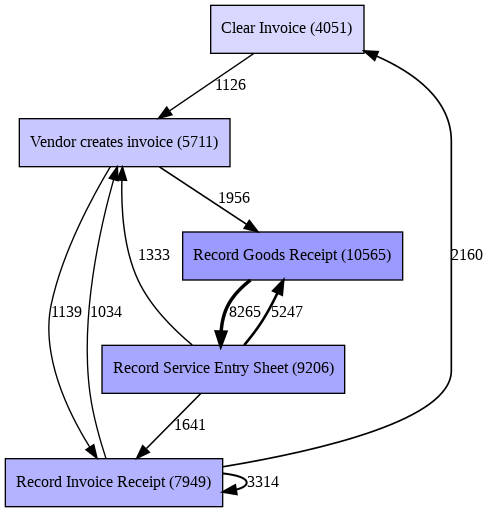 Clear Invoice (4051)
1126
Vendor creates invoice (5711)
1956
1333
2160
Record Goods Receipt (10565)
1139
1034
8265
5247
Record Service Entry Sheet (9206)
1641
Record Invoice Receipt (7949)
3314